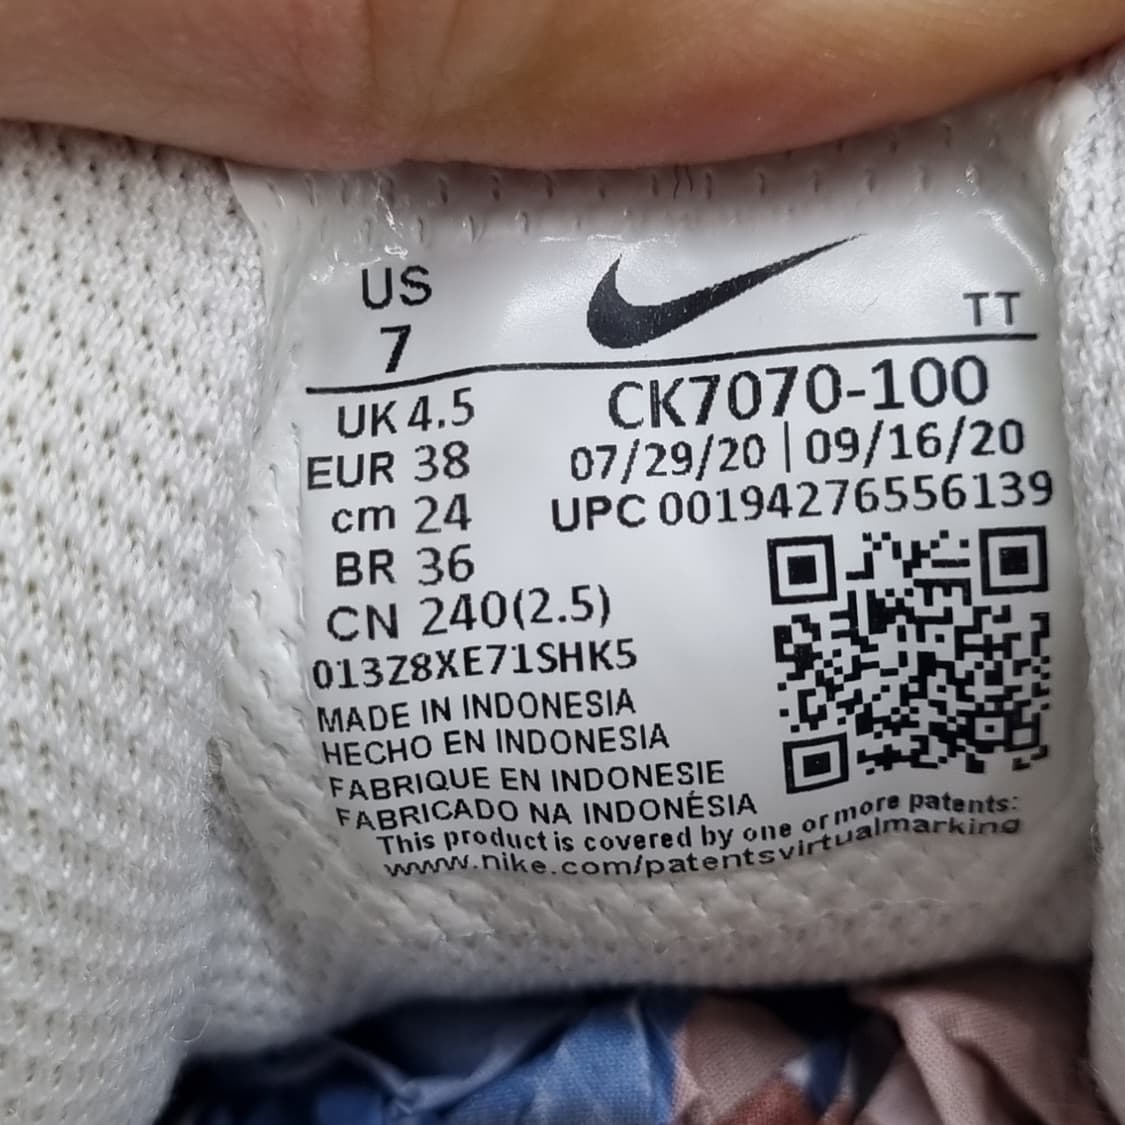 US
7
TT
UK 4.5
EUR 38
cm 24
BR 36
CN 240(2.5)
CK7070-100
07/29/20 | 09/16/20
UPC 00194276556139
013Z8XE71SHK5
MADE IN INDONESIA
HECHO EN INDONESIA
FABRIQUE EN INDONESIE
FABRICADO NA INDONÉSIA
This product is covered by one or more patents:
www.nike.com/patentsvirtualmarking